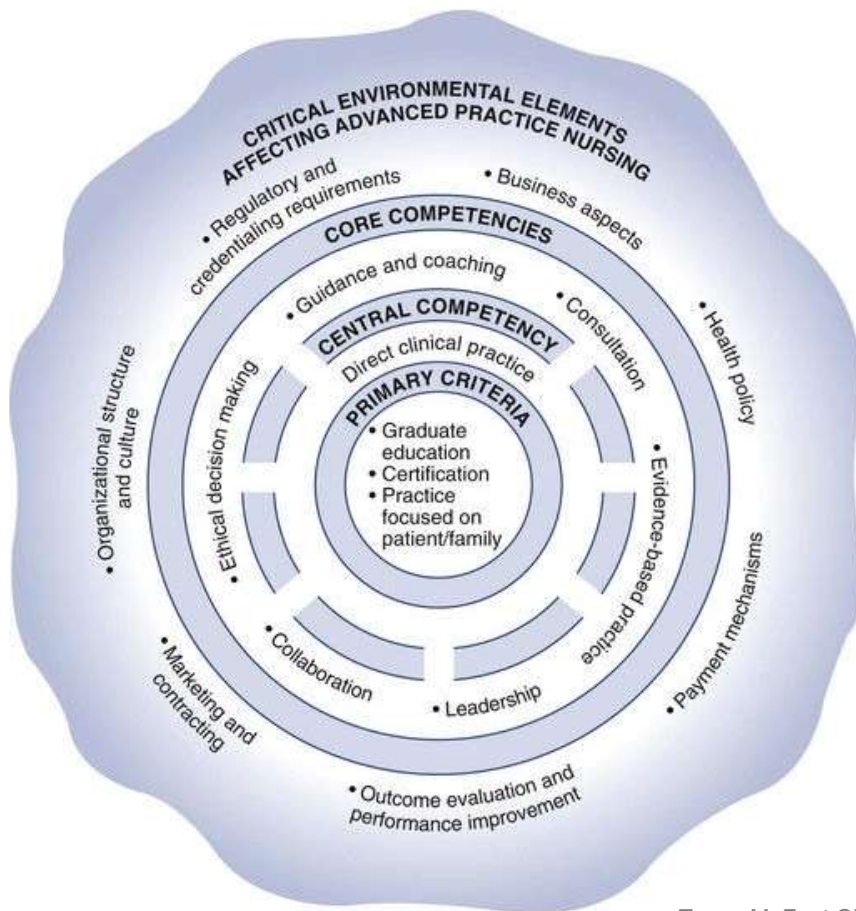 CRITICAL ENVIRONMENTAL ELEMENTS
AFFECTING ADVANCED PRACTICE NURSING
• Regulatory and
credentialing requirements
• Business aspects
• Health policy
• Payment mechanisms
• Outcome evaluation and
performance improvement
• Marketing and
contracting
• Organizational structure
and culture
CORE COMPETENCIES
• Guidance and coaching
• Consultation
• Evidence-based practice
• Leadership
• Collaboration
• Ethical decision making
CENTRAL COMPETENCY
Direct clinical practice
PRIMARY CRITERIA
• Graduate
education
• Certification
• Practice
focused on
patient/family